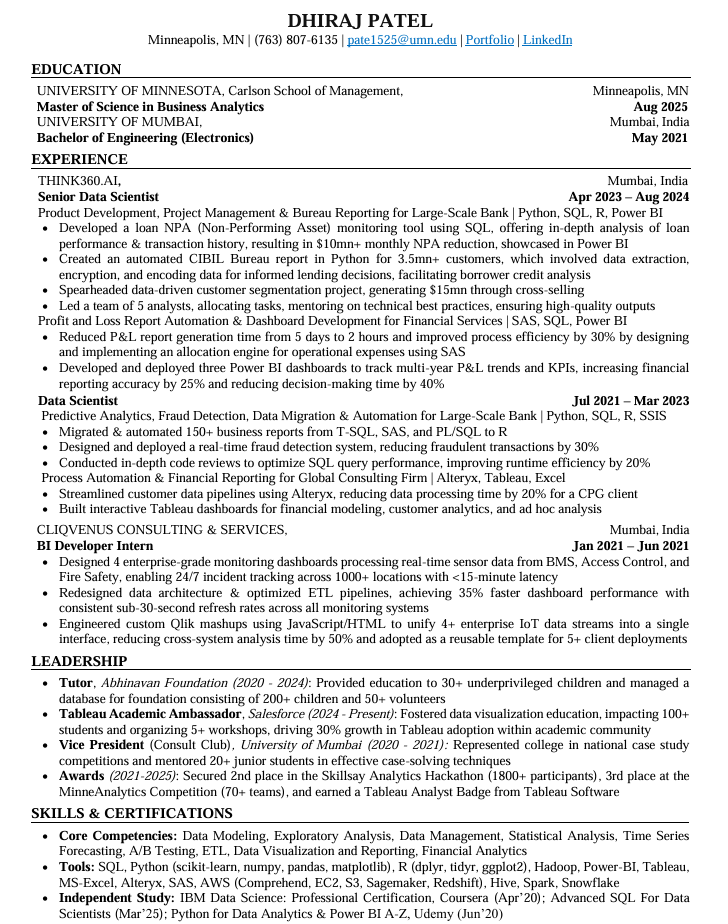 DHIRAJ PATEL
Minneapolis, MN | (763) 807-6135 | pate1525@umn.edu | Portfolio | LinkedIn
EDUCATION
UNIVERSITY OF MINNESOTA, Carlson School of Management, Minneapolis, MN
Master of Science in Business Analytics Aug 2025
UNIVERSITY OF MUMBAI, Mumbai, India
Bachelor of Engineering (Electronics) May 2021
EXPERIENCE
THINK360.AI, Mumbai, India
Senior Data Scientist Apr 2023 – Aug 2024
Product Development, Project Management & Bureau Reporting for Large-Scale Bank | Python, SQL, R, Power BI
• Developed a loan NPA (Non-Performing Asset) monitoring tool using SQL, offering in-depth analysis of loan
performance & transaction history, resulting in $10mn+ monthly NPA reduction, showcased in Power BI
• Created an automated CIBIL Bureau report in Python for 3.5mn+ customers, which involved data extraction,
encryption, and encoding data for informed lending decisions, facilitating borrower credit analysis
• Spearheaded data-driven customer segmentation project, generating $15mn through cross-selling
• Led a team of 5 analysts, allocating tasks, mentoring on technical best practices, ensuring high-quality outputs
Profit and Loss Report Automation & Dashboard Development for Financial Services | SAS, SQL, Power BI
• Reduced P&L report generation time from 5 days to 2 hours and improved process efficiency by 30% by designing
and implementing an allocation engine for operational expenses using SAS
• Developed and deployed three Power BI dashboards to track multi-year P&L trends and KPIs, increasing financial
reporting accuracy by 25% and reducing decision-making time by 40%
Data Scientist Jul 2021 – Mar 2023
Predictive Analytics, Fraud Detection, Data Migration & Automation for Large-Scale Bank | Python, SQL, R, SSIS
• Migrated & automated 150+ business reports from T-SQL, SAS, and PL/SQL to R
• Designed and deployed a real-time fraud detection system, reducing fraudulent transactions by 30%
• Conducted in-depth code reviews to optimize SQL query performance, improving runtime efficiency by 20%
Process Automation & Financial Reporting for Global Consulting Firm | Alteryx, Tableau, Excel
• Streamlined customer data pipelines using Alteryx, reducing data processing time by 20% for a CPG client
• Built interactive Tableau dashboards for financial modeling, customer analytics, and ad hoc analysis
CLIQVENUS CONSULTING & SERVICES, Mumbai, India
BI Developer Intern Jan 2021 – Jun 2021
• Designed 4 enterprise-grade monitoring dashboards processing real-time sensor data from BMS, Access Control, and
Fire Safety, enabling 24/7 incident tracking across 1000+ locations with <15-minute latency
• Redesigned data architecture & optimized ETL pipelines, achieving 35% faster dashboard performance with
consistent sub-30-second refresh rates across all monitoring systems
• Engineered custom Qlik mashups using JavaScript/HTML to unify 4+ enterprise IoT data streams into a single
interface, reducing cross-system analysis time by 50% and adopted as a reusable template for 5+ client deployments
LEADERSHIP
• Tutor, Abhinavan Foundation (2020 - 2024): Provided education to 30+ underprivileged children and managed a
database for foundation consisting of 200+ children and 50+ volunteers
• Tableau Academic Ambassador, Salesforce (2024 - Present): Fostered data visualization education, impacting 100+
students and organizing 5+ workshops, driving 30% growth in Tableau adoption within academic community
• Vice President (Consult Club), University of Mumbai (2020 - 2021): Represented college in national case study
competitions and mentored 20+ junior students in effective case-solving techniques
• Awards (2021-2025): Secured 2nd place in the Skillsay Analytics Hackathon (1800+ participants), 3rd place at the
MinneAnalytics Competition (70+ teams), and earned a Tableau Analyst Badge from Tableau Software
SKILLS & CERTIFICATIONS
• Core Competencies: Data Modeling, Exploratory Analysis, Data Management, Statistical Analysis, Time Series
Forecasting, A/B Testing, ETL, Data Visualization and Reporting, Financial Analytics
• Tools: SQL, Python (scikit-learn, numpy, pandas, matplotlib), R (dplyr, tidyr, ggplot2), Hadoop, Power-BI, Tableau,
MS-Excel, Alteryx, SAS, AWS (Comprehend, EC2, S3, Sagemaker, Redshift), Hive, Spark, Snowflake
• Independent Study: IBM Data Science: Professional Certification, Coursera (Apr'20); Advanced SQL For Data
Scientists (Mar'25); Python for Data Analytics & Power BI A-Z, Udemy (Jun'20)